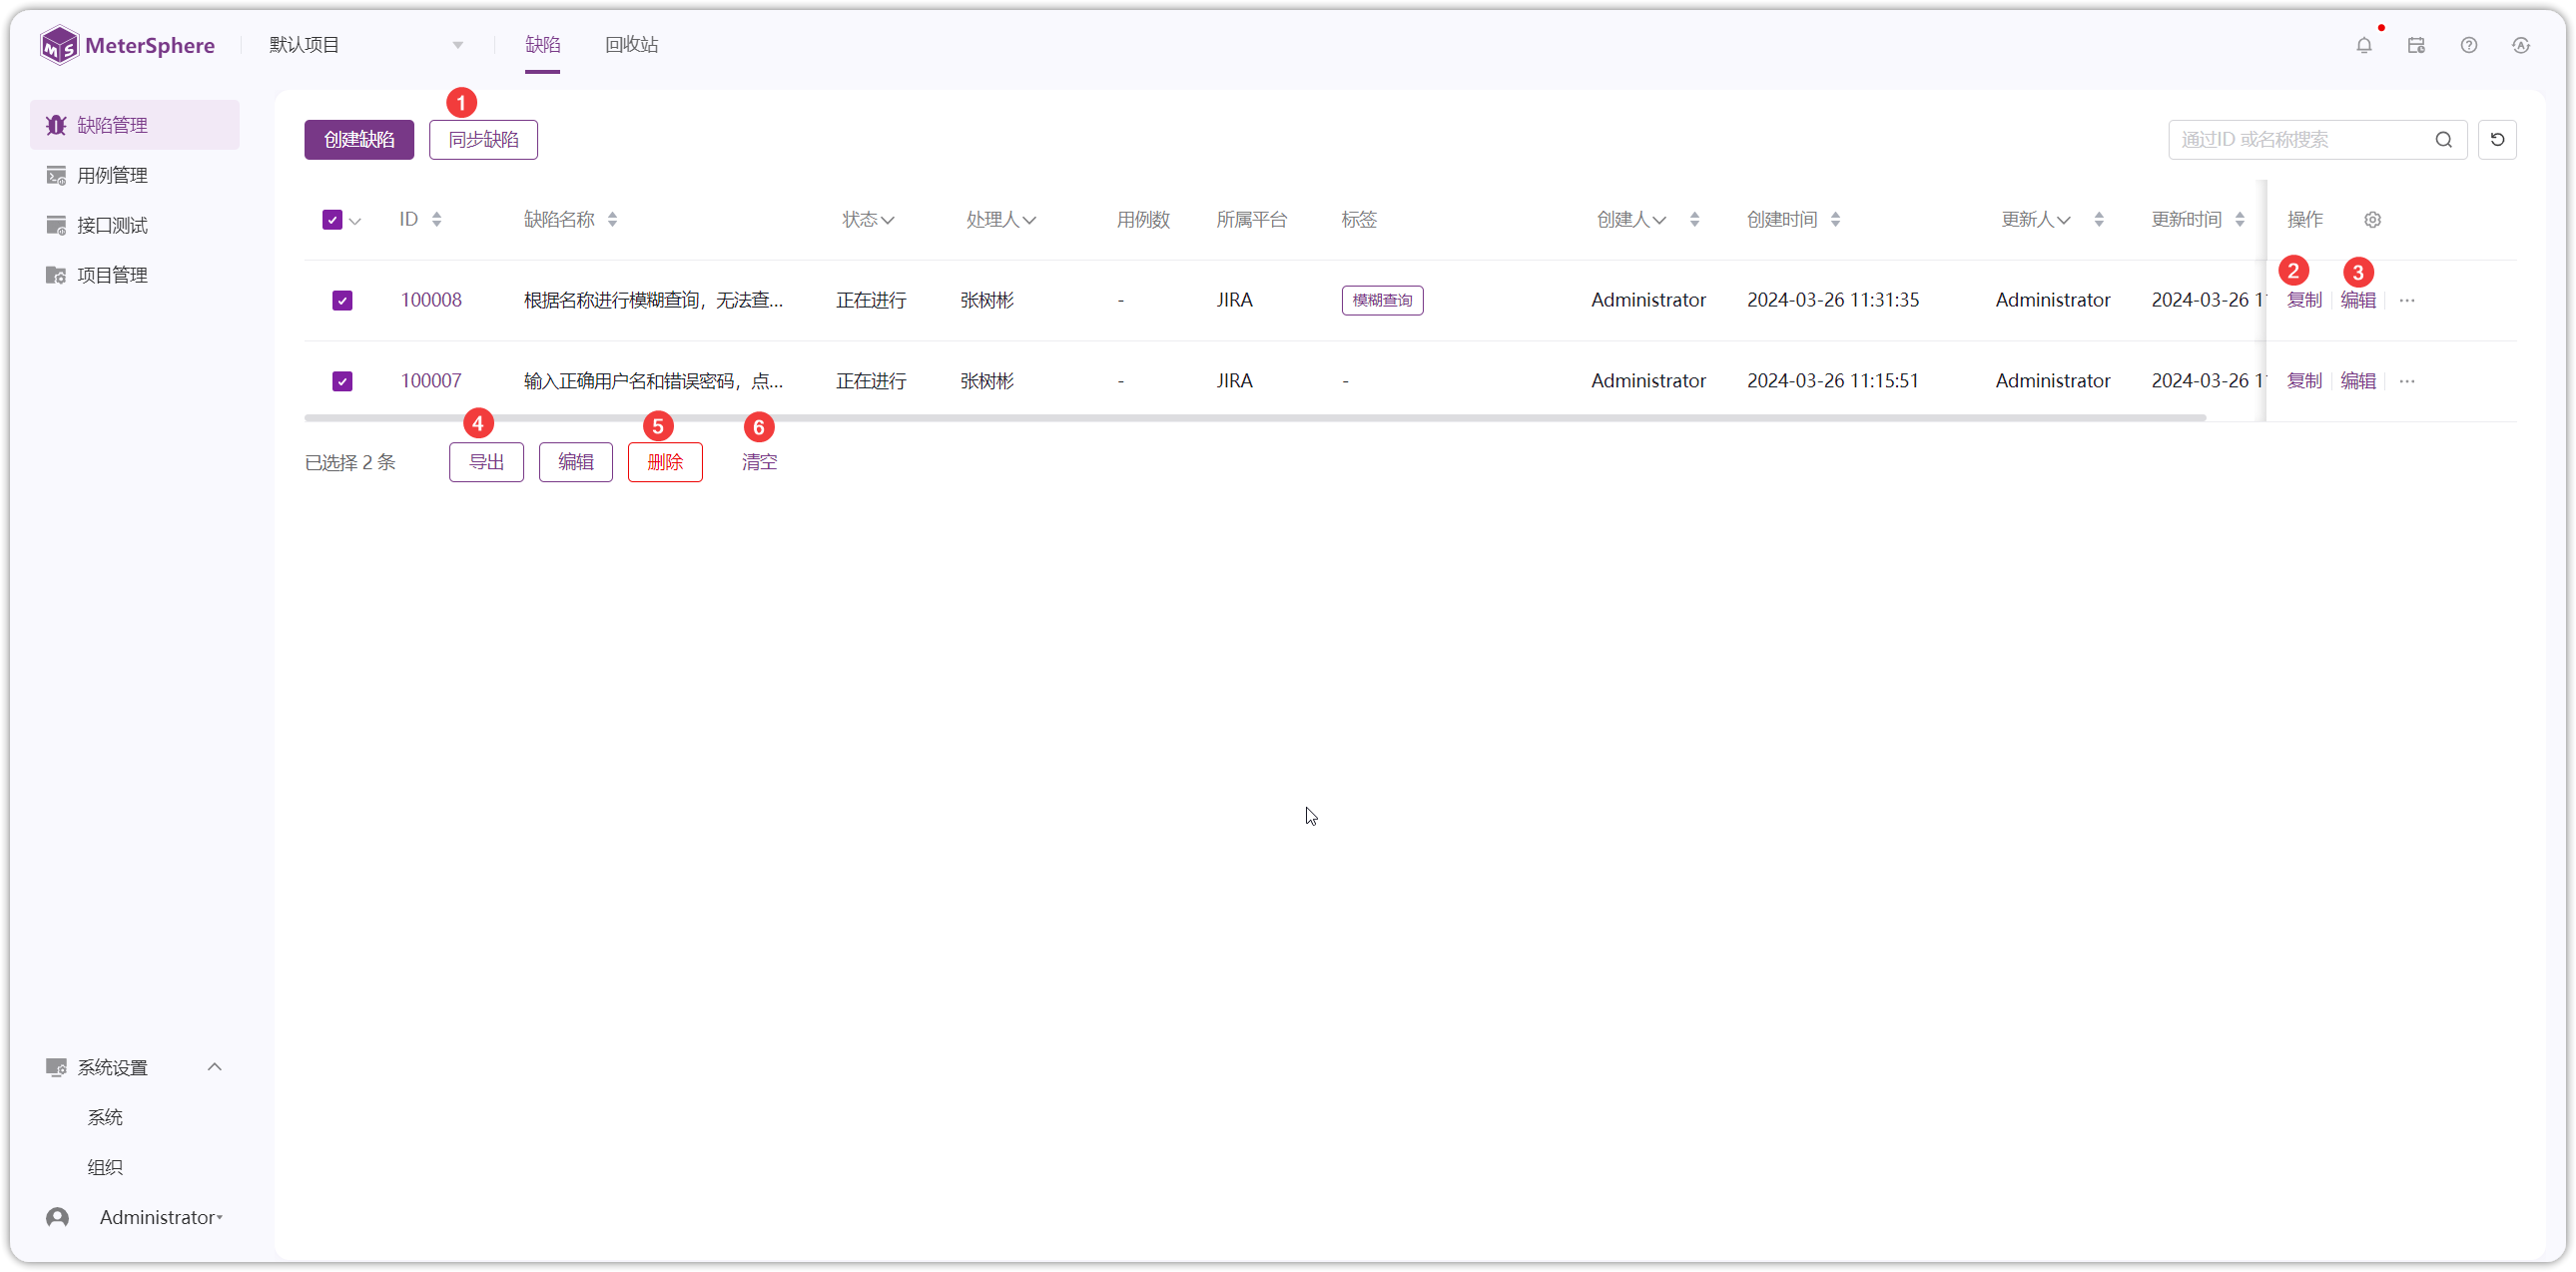 MeterSphere 默认项目 缺陷 回收站
缺陷管理
用例管理
接口测试
项目管理
1
创建缺陷 同步缺陷 通过ID 或名称搜索
ID 缺陷名称 状态 处理人 用例数 所属平台 标签 创建人 创建时间 更新人 更新时间 操作
2 3
100008 根据名称进行模糊查询，无法查... 正在进行 张树彬 - JIRA 模糊查询 Administrator 2024-03-26 11:31:35 Administrator 2024-03-26 1 复制 编辑 ...
100007 输入正确用户名和错误密码，点... 正在进行 张树彬 - JIRA - Administrator 2024-03-26 11:15:51 Administrator 2024-03-26 1 复制 编辑 ...
4 5 6
已选择 2 条 导出 编辑 删除 清空
系统设置
系统
组织
Administrator